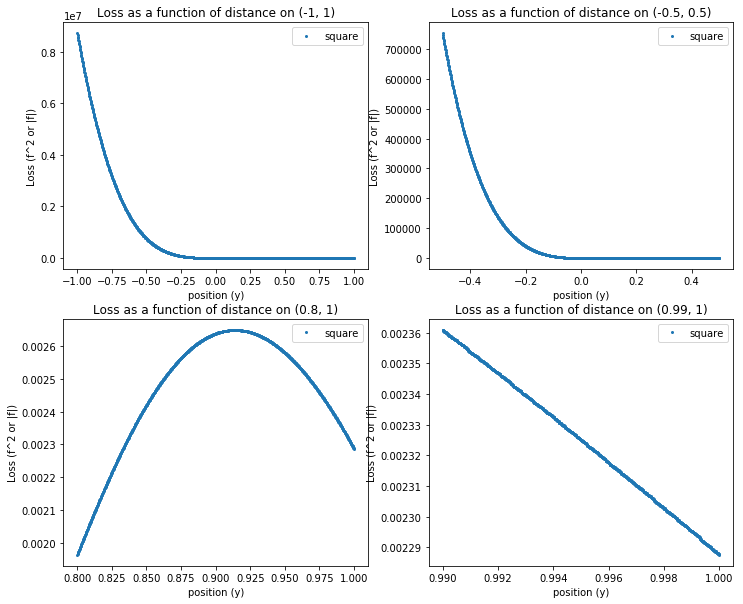 Loss as a function of distance on (-1, 1)
1e7
square
0.8
0.6
0.4
0.2
0.0
Loss (f^2 or |f|)
−1.00 −0.75 −0.50 −0.25 0.00 0.25 0.50 0.75 1.00
position (y)
Loss as a function of distance on (-0.5, 0.5)
square
700000
600000
500000
400000
300000
200000
100000
0
Loss (f^2 or |f|)
−0.4 −0.2 0.0 0.2 0.4
position (y)
Loss as a function of distance on (0.8, 1)
square
0.0026
0.0025
0.0024
0.0023
0.0022
0.0021
0.0020
Loss (f^2 or |f|)
0.800 0.825 0.850 0.875 0.900 0.925 0.950 0.975 1.000
position (y)
Loss as a function of distance on (0.99, 1)
square
0.00236
0.00235
0.00234
0.00233
0.00232
0.00231
0.00230
0.00229
Loss (f^2 or |f|)
0.990 0.992 0.994 0.996 0.998 1.000
position (y)